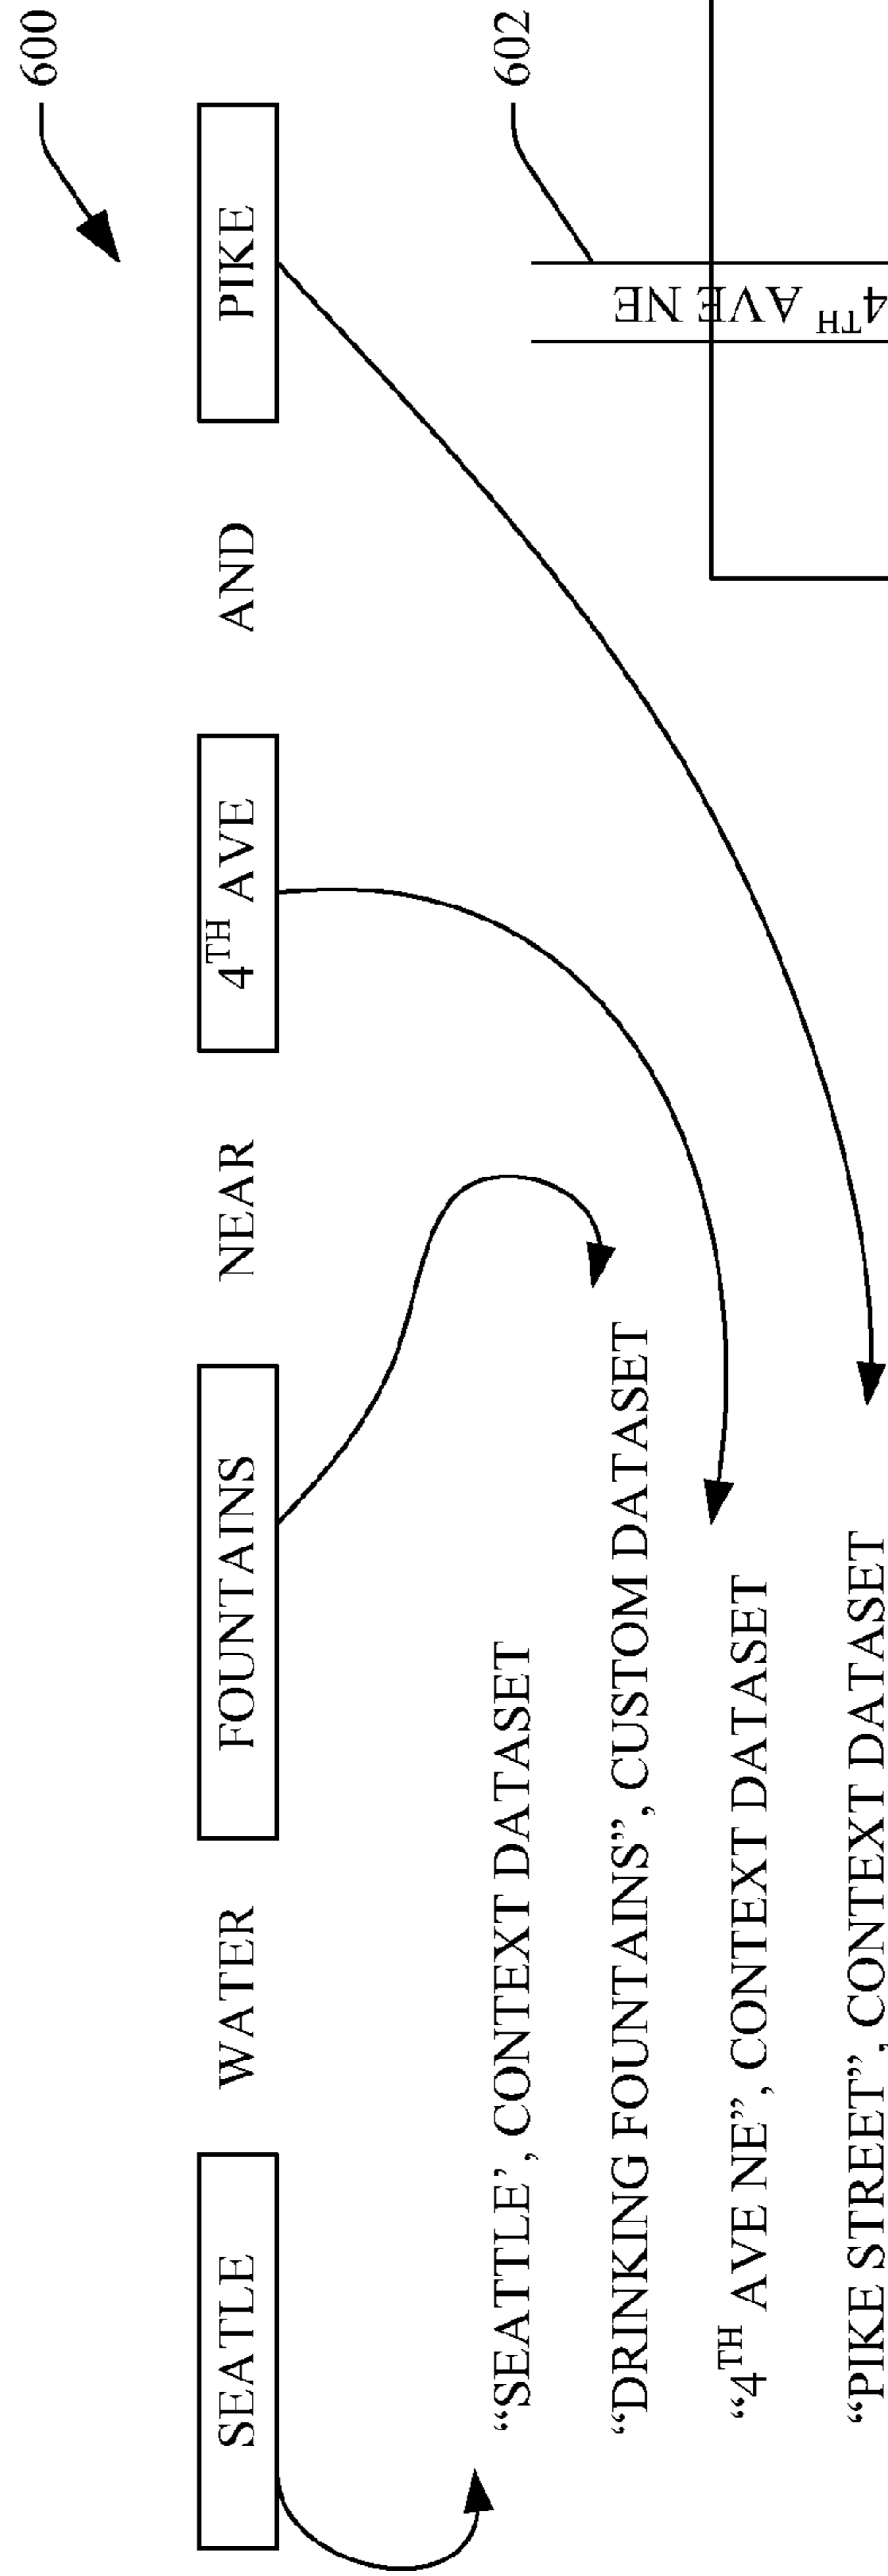 600
SEATLE WATER FOUNTAINS NEAR 4TH AVE AND PIKE
602
“SEATTLE’, CONTEXT DATASET
“DRINKING FOUNTAINS”, CUSTOM DATASET
4TH AVE NE
“4TH AVE NE”, CONTEXT DATASET
“PIKE STREET”, CONTEXT DATASET